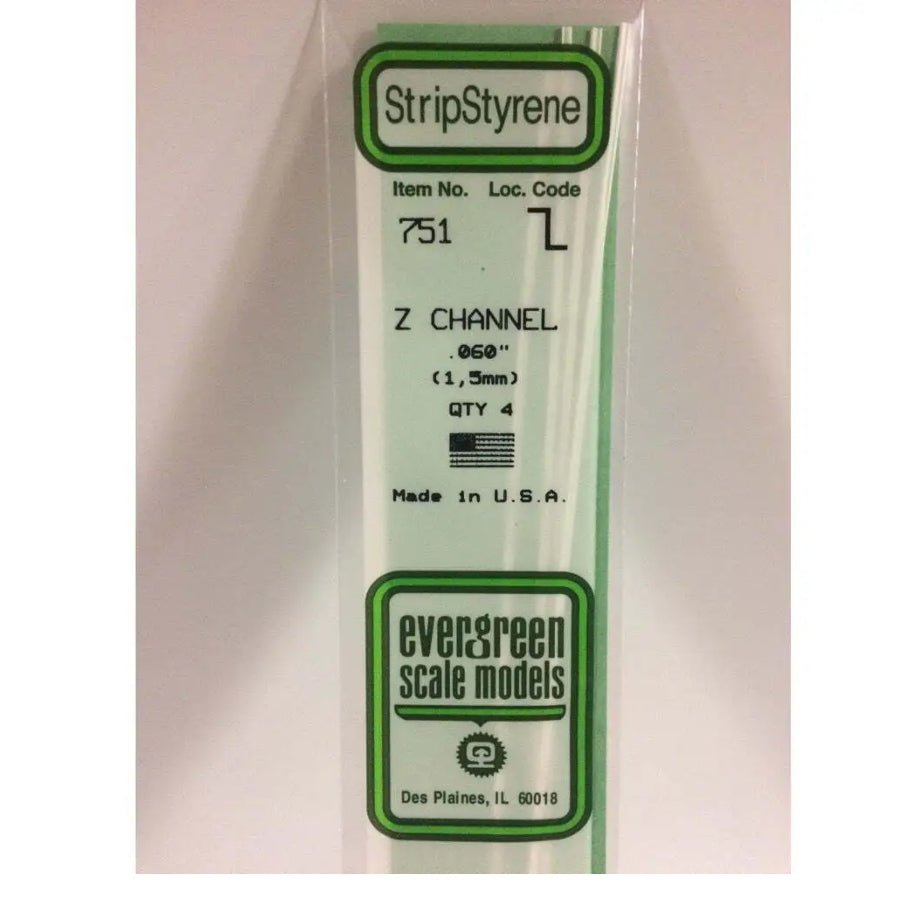 StripStyrene
Item No. Loc. Code
751
Z CHANNEL
.060"
(1,5mm)
QTY 4
Made in U.S.A.
evergreen
scale models
Des Plaines, IL 60018